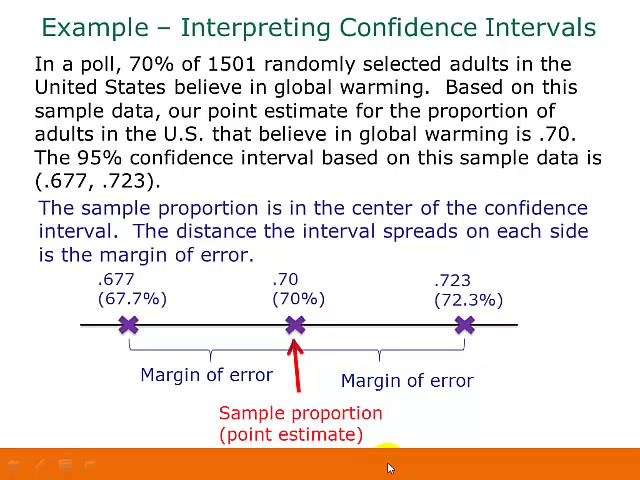 Example – Interpreting Confidence Intervals
In a poll, 70% of 1501 randomly selected adults in the
United States believe in global warming.  Based on this
sample data, our point estimate for the proportion of
adults in the U.S. that believe in global warming is .70.
The 95% confidence interval based on this sample data is
(.677, .723).
The sample proportion is in the center of the confidence
interval.  The distance the interval spreads on each side
is the margin of error.
.677
(67.7%)
.70
(70%)
.723
(72.3%)
Margin of error
Margin of error
Sample proportion
(point estimate)